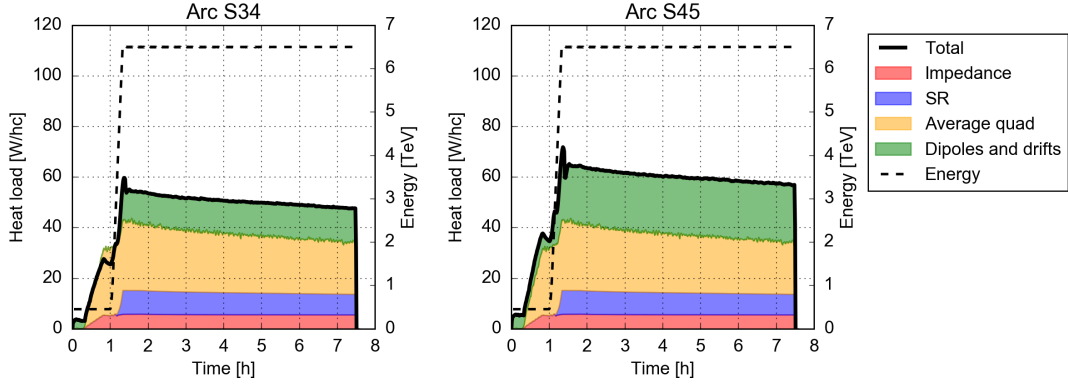 Arc S34
Heat load [W/hc]
120
100
80
60
40
20
0
0 1 2 3 4 5 6 7 8
Time [h]
7
6
5
4
3
2
1
0
Energy [TeV]
Arc S45
Heat load [W/hc]
120
100
80
60
40
20
0
0 1 2 3 4 5 6 7 8
Time [h]
7
6
5
4
3
2
1
0
Energy [TeV]
Total
Impedance
SR
Average quad
Dipoles and drifts
Energy